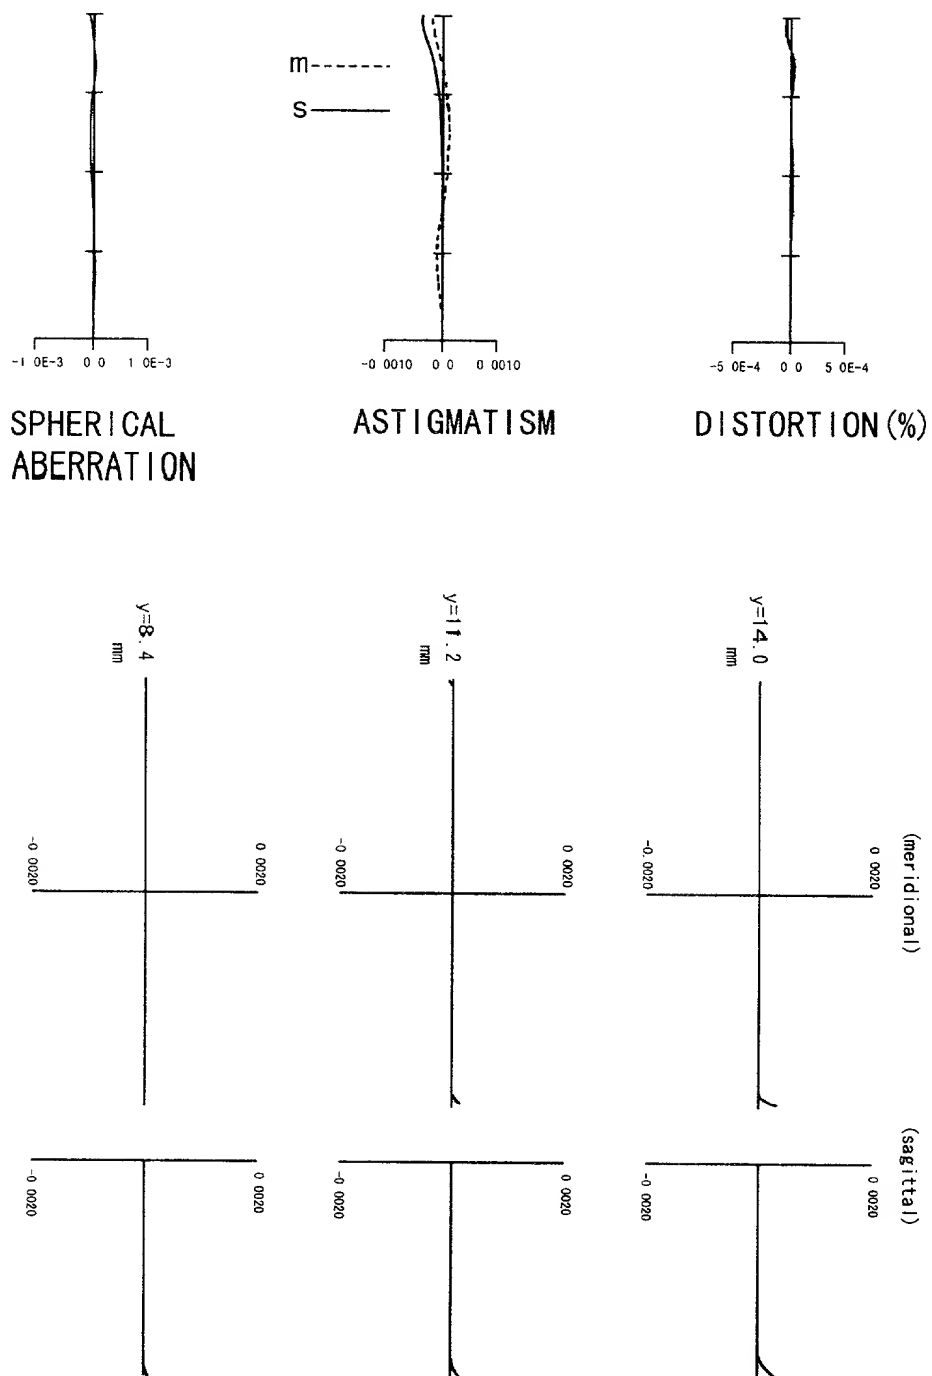 m
s
-1 0E-3 0 0 1 0E-3
-0 0010 0 0 0 0010
-5 0E-4 0 0 5 0E-4
SPHERICAL
ABERRATION
ASTIGMATISM
DISTORTION (%)
y=8. 4
mm
y=11. 2
mm
y=14. 0
mm
-0 0020
0 0020
-0 0020
0 0020
-0. 0020
0 0020
(meridional)
-0 0020
0 0020
-0 0020
0 0020
-0 0020
0 0020
(sagittal)